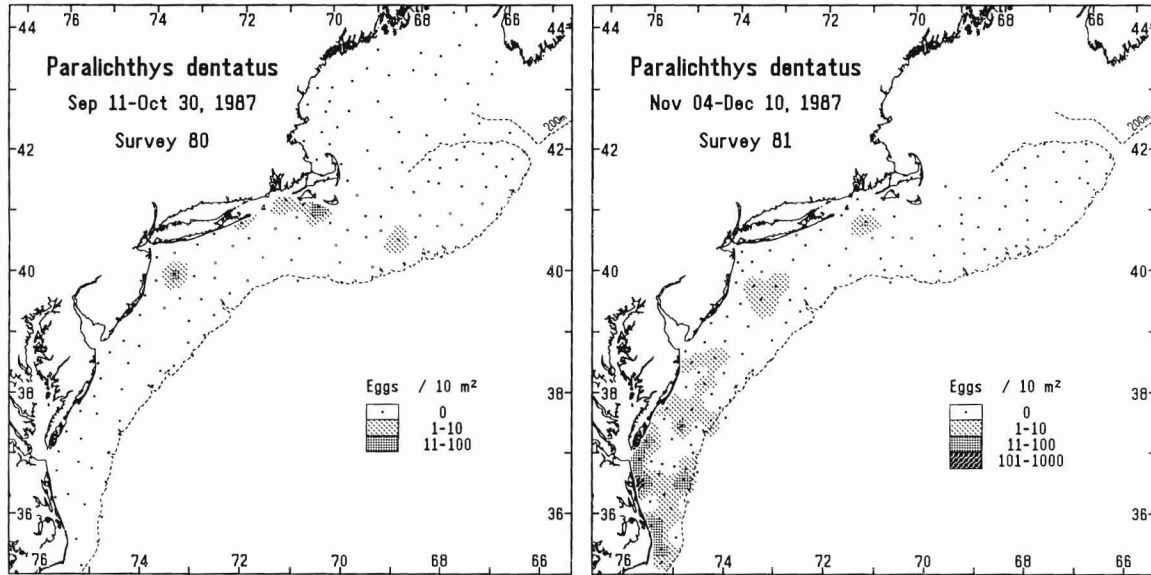 76 74 72 70 68 66
44
Paralichthys dentatus
Sep 11-Oct 30, 1987
Survey 80
200m
42
40
38 38
36 36
Eggs / 10 m²
0
1-10
11-100
76 74 72 70 68 66
76 74 72 70 68 66
44 44
Paralichthys dentatus
Nov 04-Dec 10, 1987
Survey 81
200m
42 42
40 40
38 38
36 36
Eggs / 10 m²
0
1-10
11-100
101-1000
76 74 72 70 68 66